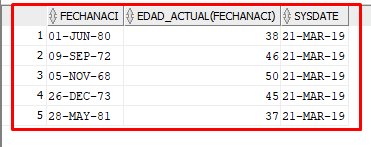 FECHANACI EDAD_ACTUAL(FECHANACI) SYSDATE
1 01-JUN-80 38 21-MAR-19
2 09-SEP-72 46 21-MAR-19
3 05-NOV-68 50 21-MAR-19
4 26-DEC-73 45 21-MAR-19
5 28-MAY-81 37 21-MAR-19